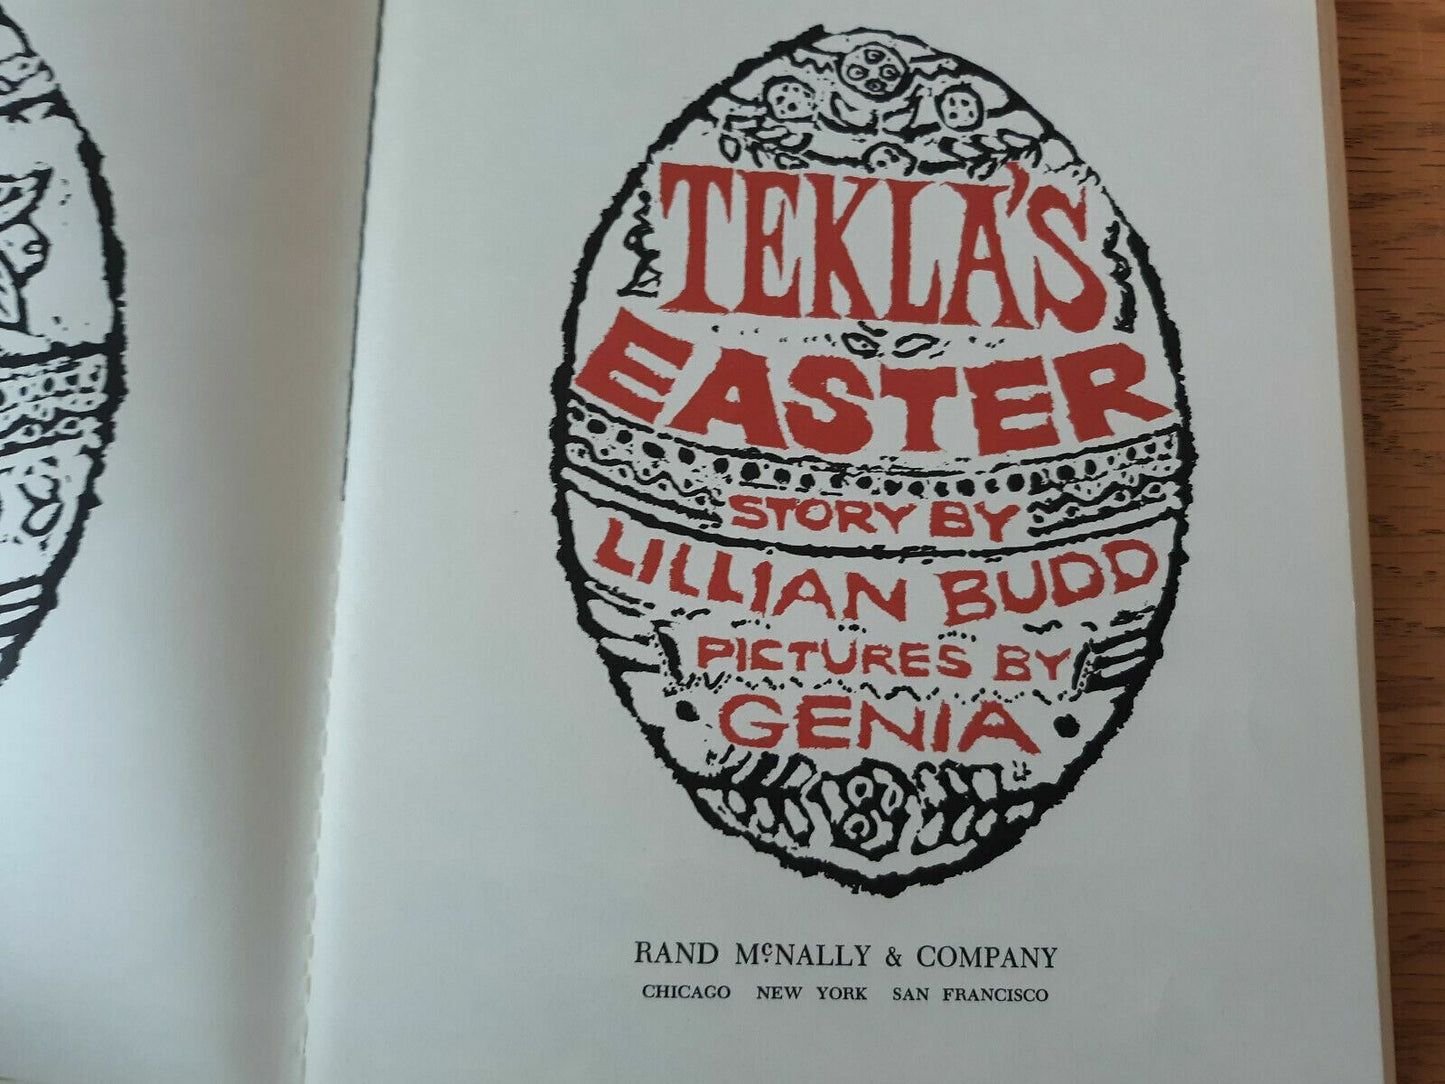 TEKLA'S
EASTER
STORY BY
LILLIAN BUDD
PICTURES BY
GENIA
RAND McNALLY & COMPANY
CHICAGO NEW YORK SAN FRANCISCO